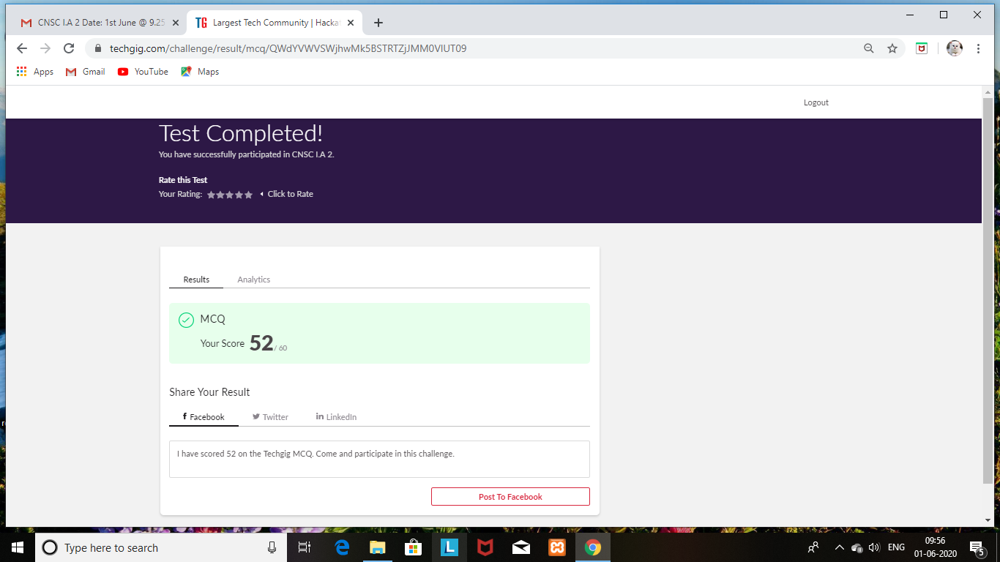 CNSC I.A 2 Date: 1st June @ 9.25
TG Largest Tech Community | Hacka
techgig.com/challenge/result/mcq/
Apps Gmail YouTube Maps
Logout
Test Completed!
You have successfully participated in CNSC I.A 2.
Rate this Test
Your Rating: Click to Rate
Results Analytics
MCQ
Your Score 52 / 60
Share Your Result
Facebook Twitter LinkedIn
I have scored 52 on the Techgig MCQ. Come and participate in this challenge.
Post To Facebook
Type here to search
ENG
09:56
01-06-2020
5